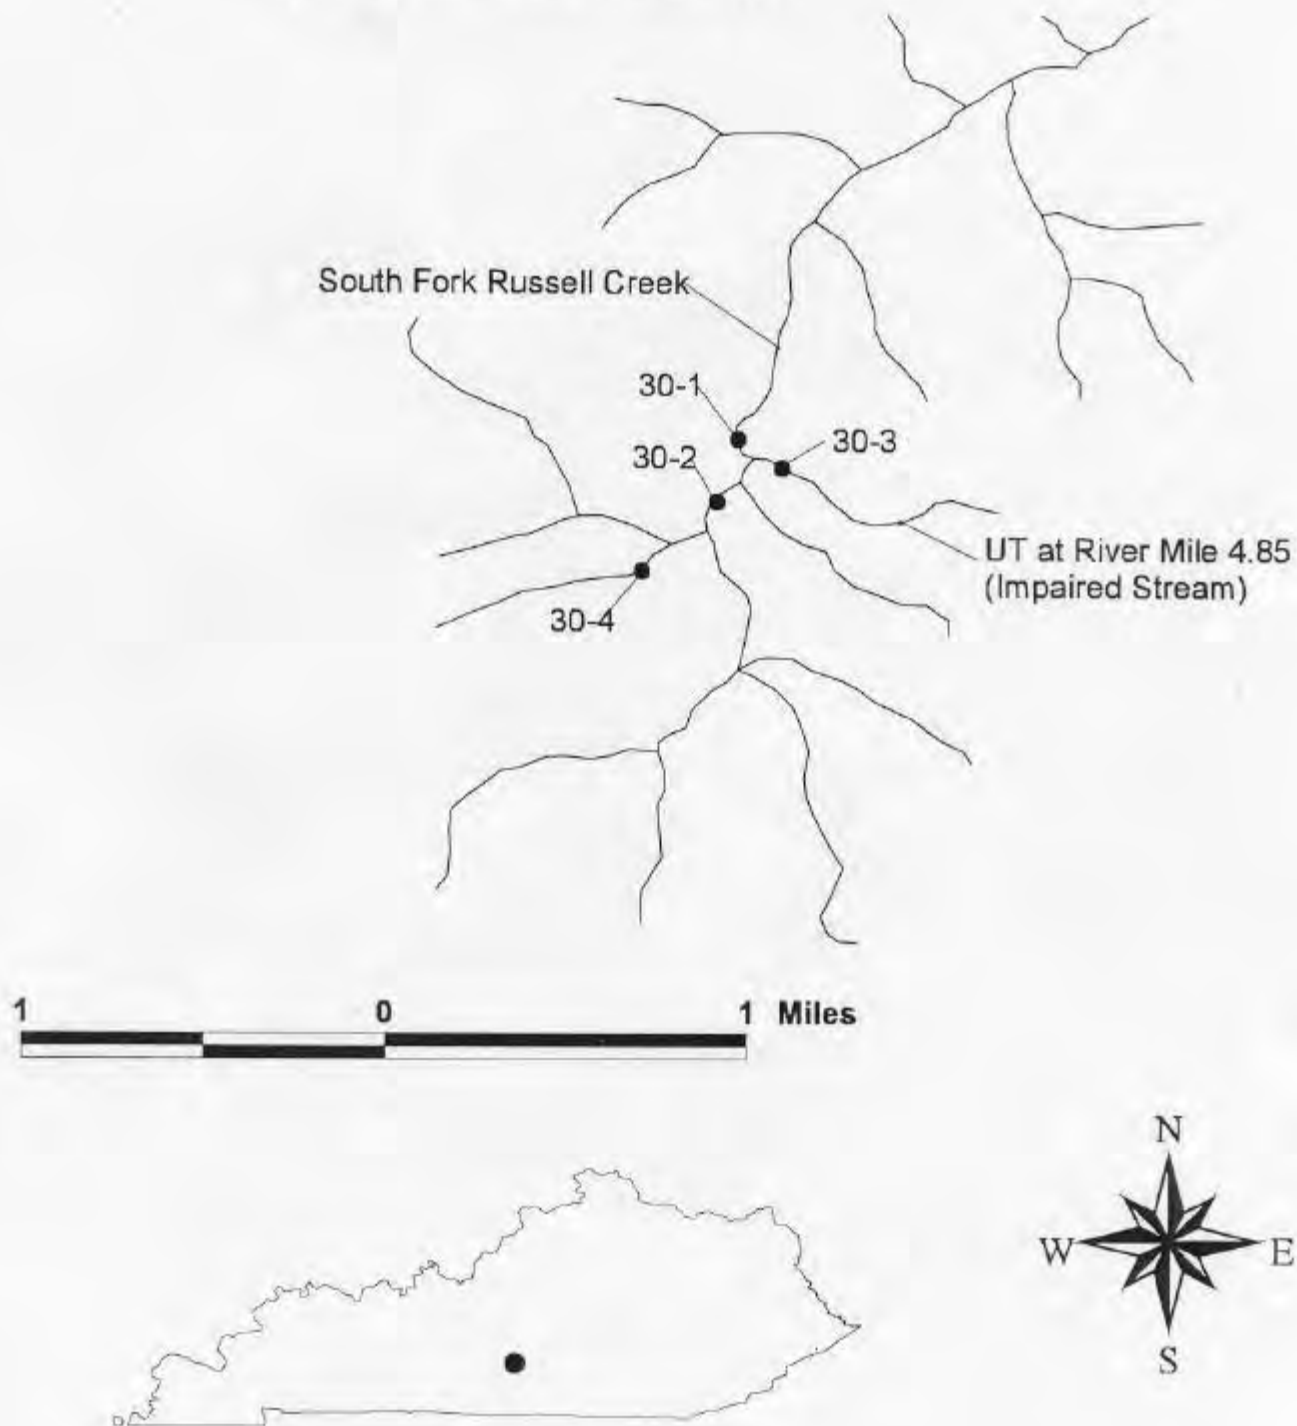 South Fork Russell Creek
30-1
30-3
30-2
UT at River Mile 4.85
(Impaired Stream)
30-4
1 0 1 Miles
N
W E
S